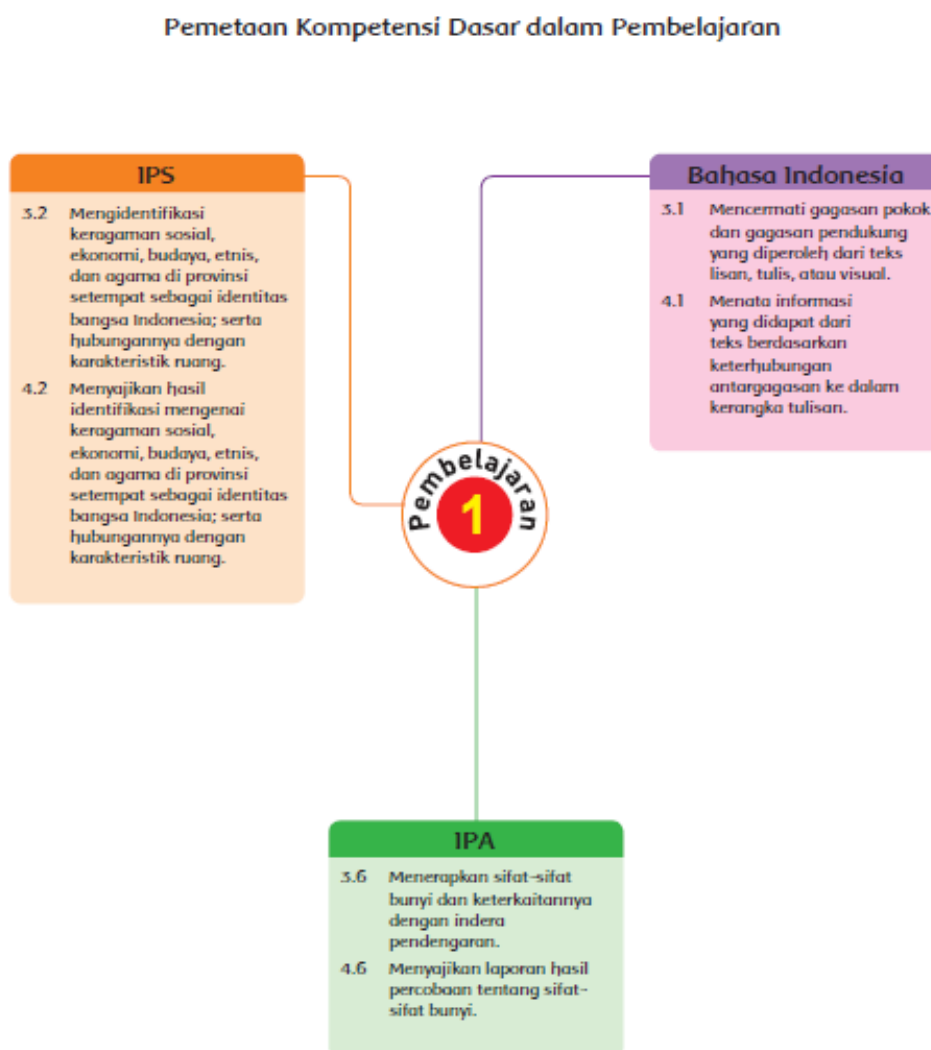 Pemetaan Kompetensi Dasar dalam Pembelajaran
IPS
3.2 Mengidentifikasi
keragaman sosial,
ekonomi, budaya, etnis,
dan agama di provinsi
setempat sebagai identitas
bangsa Indonesia; serta
hubungannya dengan
karakteristik ruang.
4.2 Menyajikan hasil
identifikasi mengenai
keragaman sosial,
ekonomi, budaya, etnis,
dan agama di provinsi
setempat sebagai identitas
bangsa Indonesia; serta
hubungannya dengan
karakteristik ruang.
Bahasa Indonesia
3.1 Mencermati gagasan pokok
dan gagasan pendukung
yang diperoleh dari teks
lisan, tulis, atau visual.
4.1 Menata informasi
yang didapat dari
teks berdasarkan
keterhubungan
antargagasan ke dalam
kerangka tulisan.
Pembelajaran
1
IPA
3.6 Menerapkan sifat-sifat
bunyi dan keterkaitannya
dengan indera
pendengaran.
4.6 Menyajikan laporan hasil
percobaan tentang sifat-
sifat bunyi.